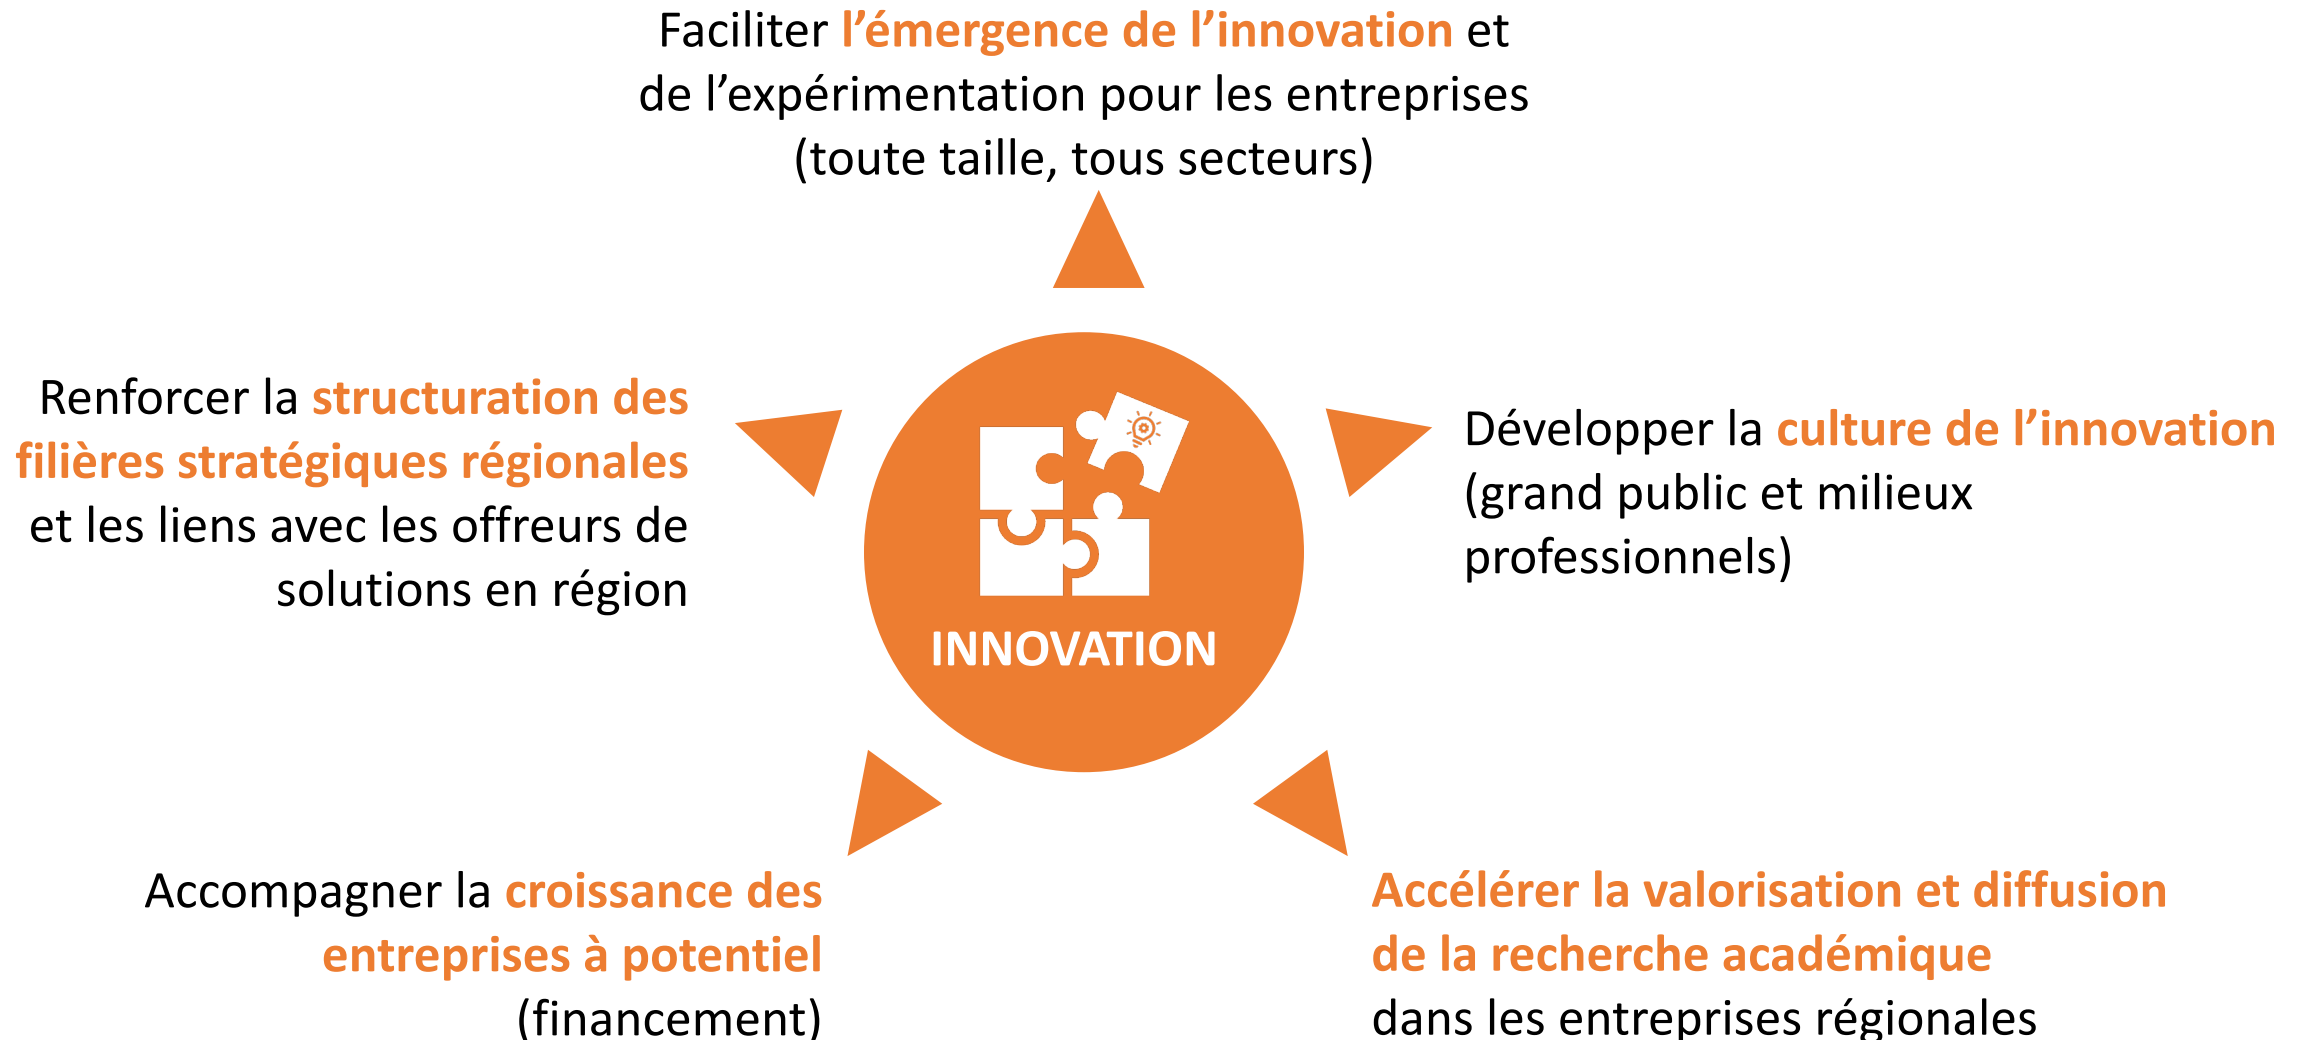 Faciliter l’émergence de l’innovation et
de l’expérimentation pour les entreprises
(toute taille, tous secteurs)
Renforcer la structuration des
filières stratégiques régionales
et les liens avec les offreurs de
solutions en région
INNOVATION
Développer la culture de l’innovation
(grand public et milieux
professionnels)
Accompagner la croissance des
entreprises à potentiel
(financement)
Accélérer la valorisation et diffusion
de la recherche académique
dans les entreprises régionales